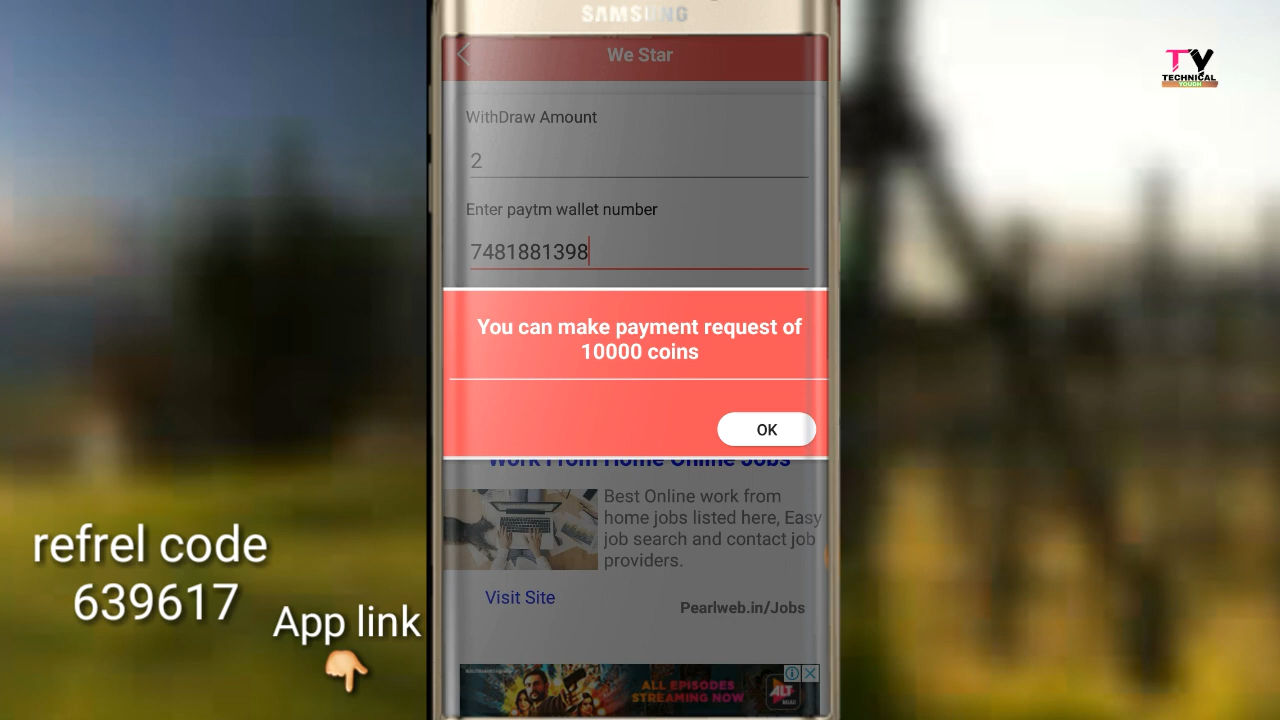 SAMSUNG
We Star
TY
TECHNICAL
YOUGH
WithDraw Amount
2
Enter paytm wallet number
7481881398
You can make payment request of
10000 coins
OK
Work From Home Online Jobs
Best Online work from
home jobs listed here, Easy
job search and contact job
providers.
Visit Site
Pearlweb.in/Jobs
refrel code
639617
App link
ALL EPISODES
STREAMING NOW
ALT